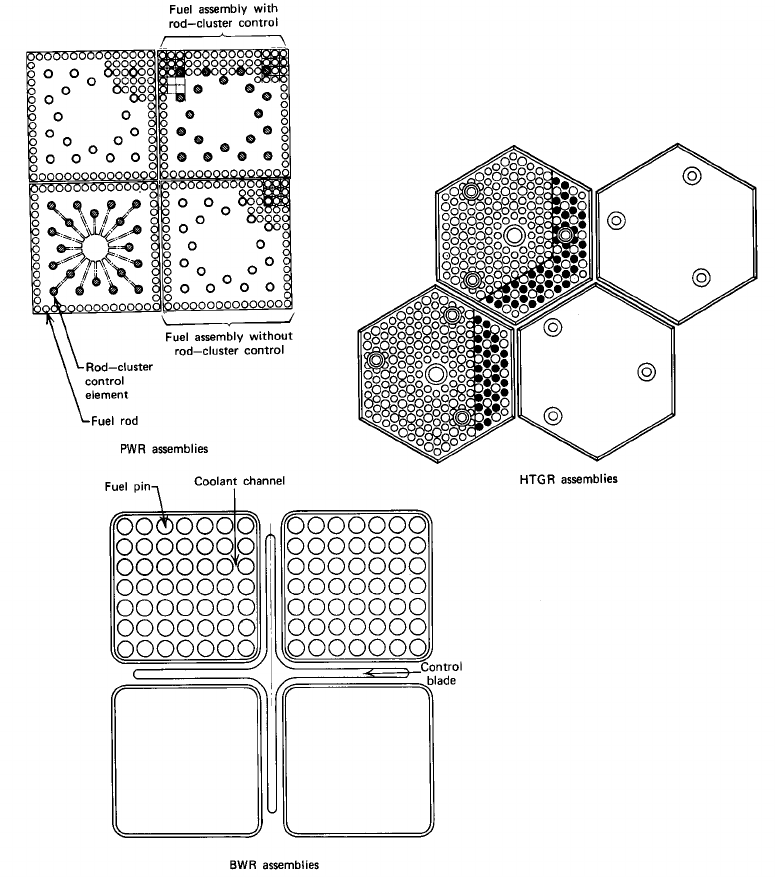 Fuel assembly with
rod–cluster control
Fuel assembly without
rod–cluster control
Rod–cluster
control
element
Fuel rod
PWR assemblies
HTGR assemblies
Fuel pin
Coolant channel
Control
blade
BWR assemblies